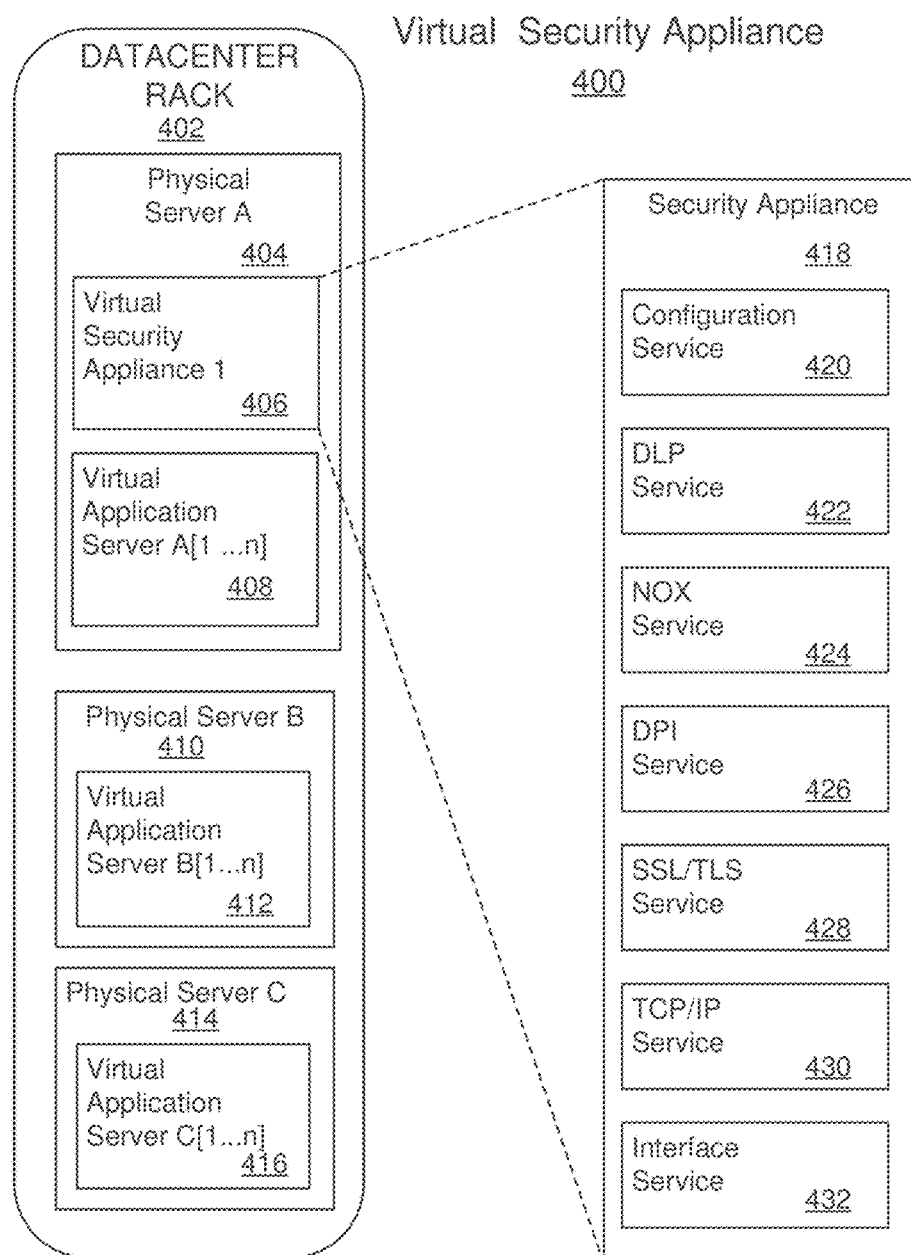 Virtual Security Appliance
400
DATACENTER
RACK
402
Physical
Server A
404
Virtual
Security
Appliance 1
406
Virtual
Application
Server A[1 ...n]
408
Physical Server B
410
Virtual
Application
Server B[1...n]
412
Physical Server C
414
Virtual
Application
Server C[1...n]
416
Security Appliance
418
Configuration
Service
420
DLP
Service
422
NOX
Service
424
DPI
Service
426
SSL/TLS
Service
428
TCP/IP
Service
430
Interface
Service
432